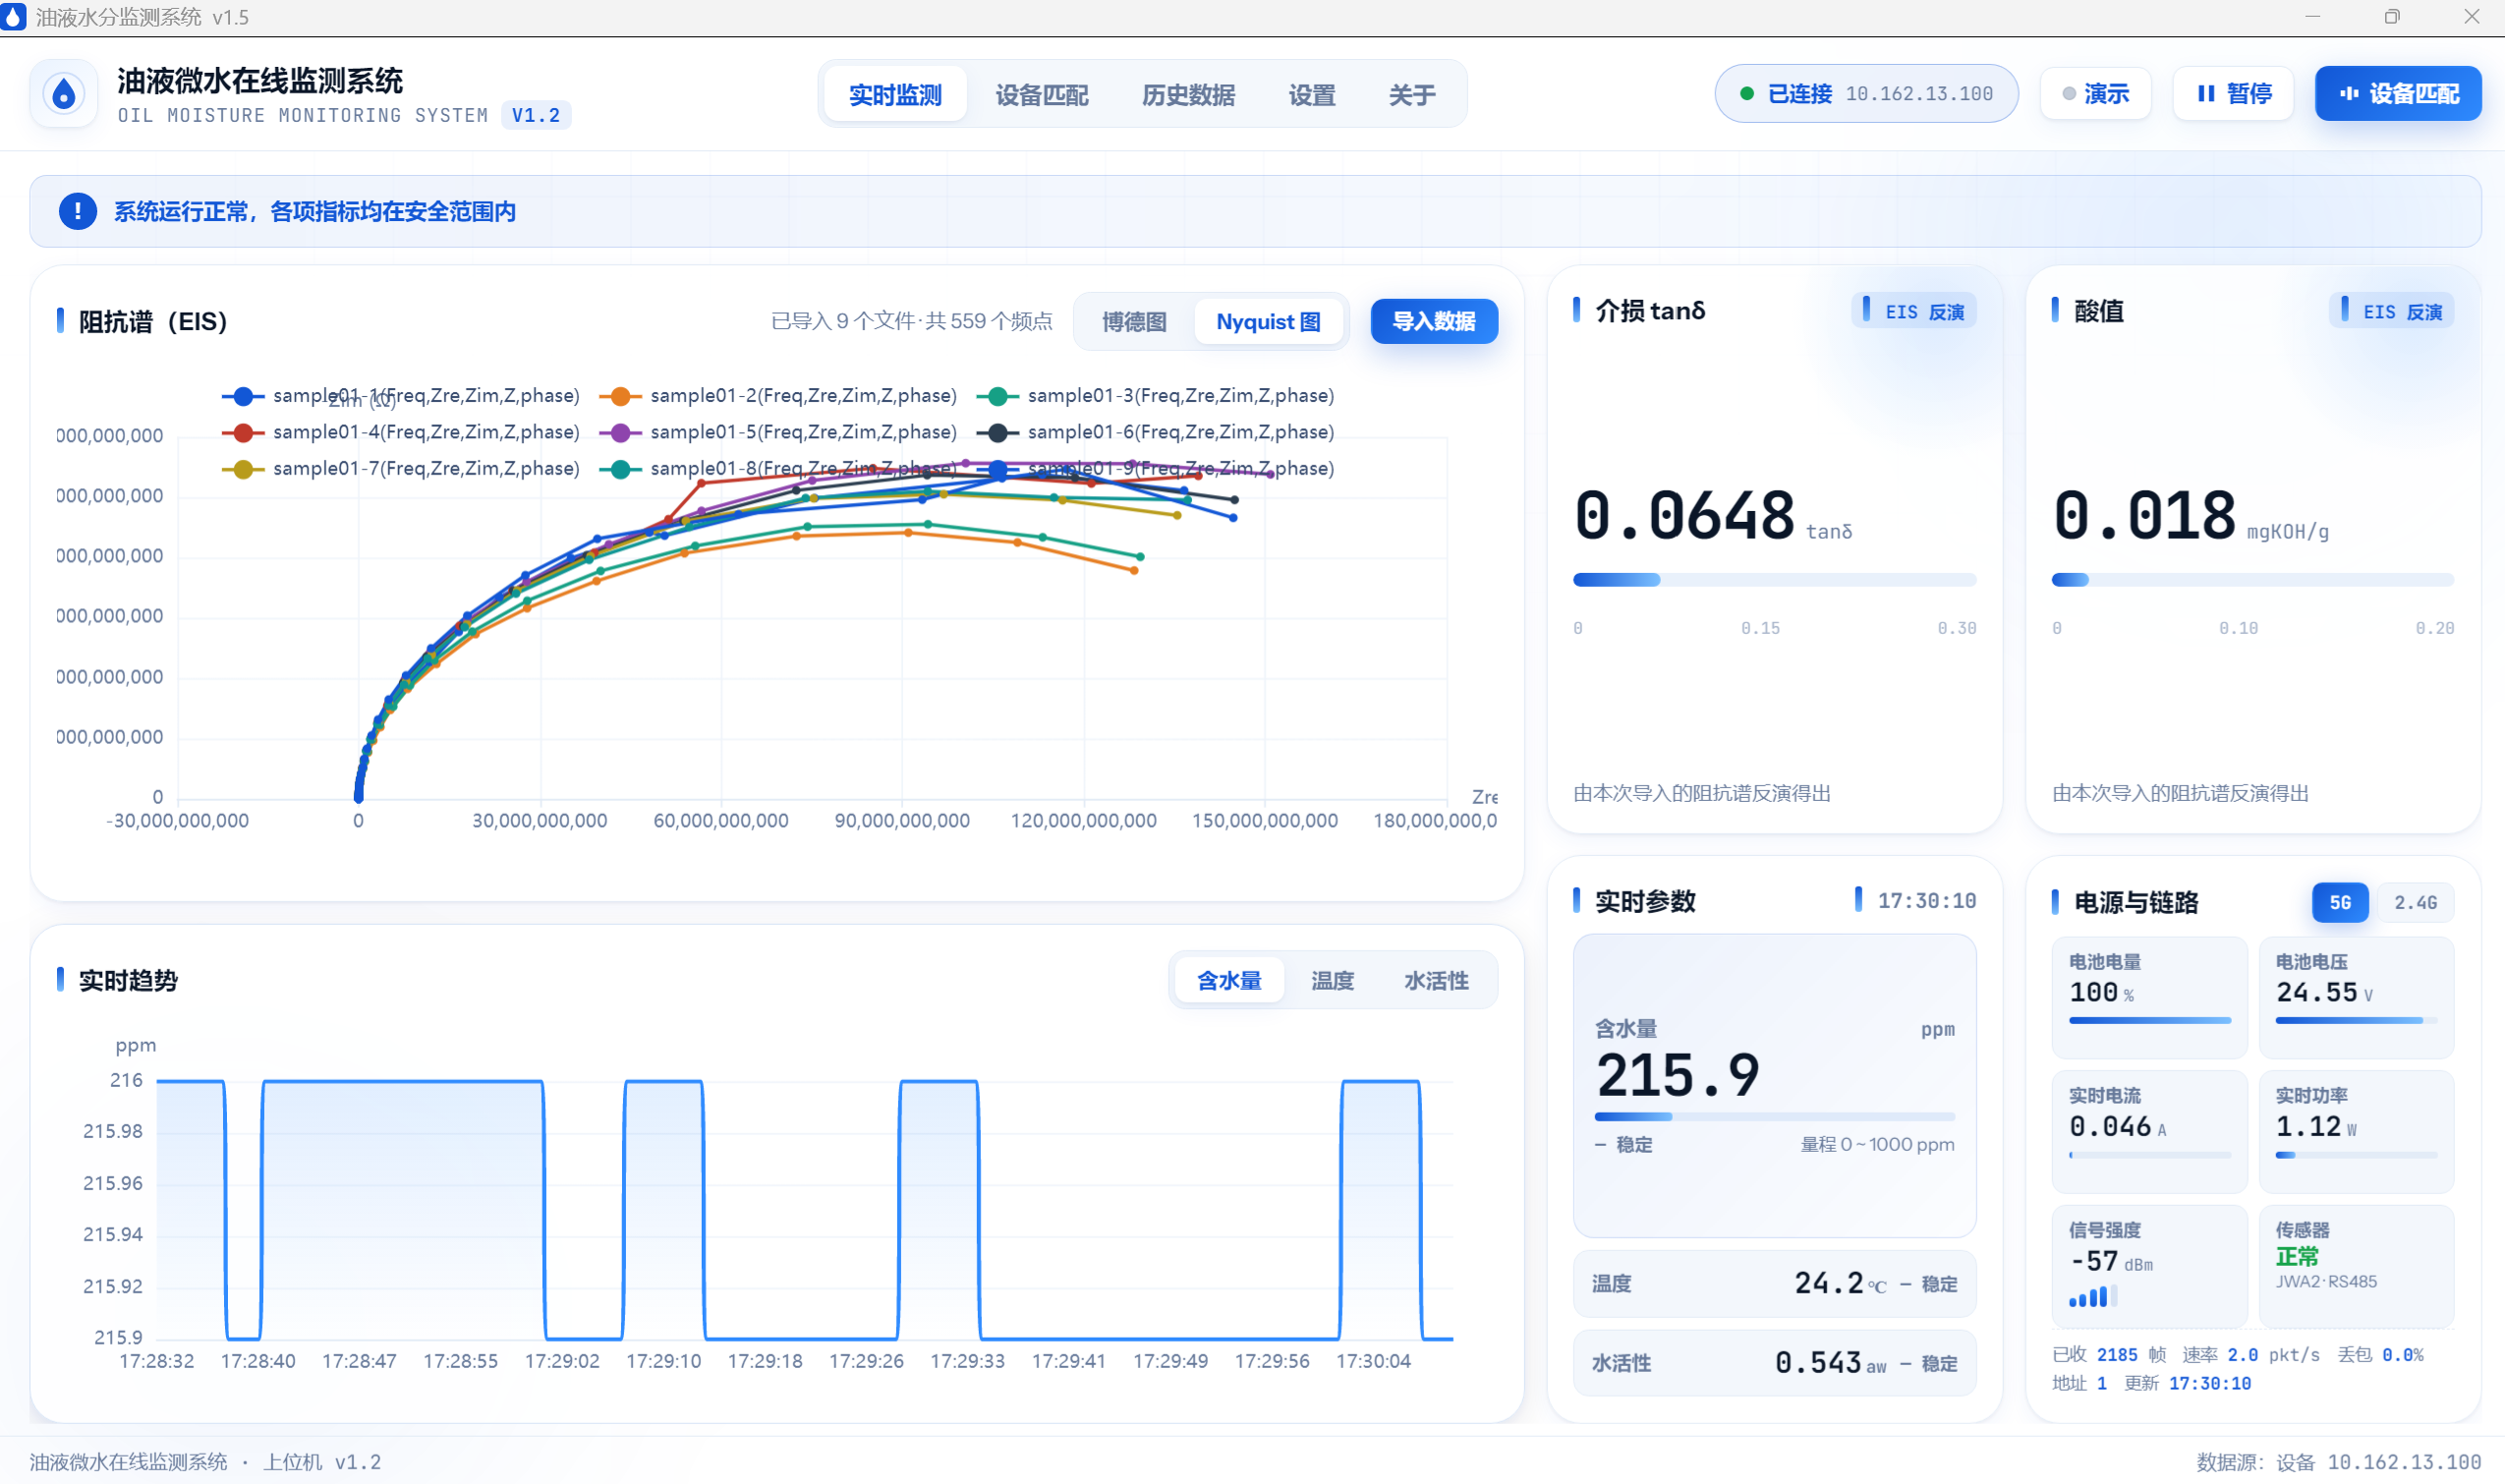 油液水分监测系统 v1.5
油液微水在线监测系统
OIL MOISTURE MONITORING SYSTEM V1.2
实时监测 设备匹配 历史数据 设置 关于
已连接 10.162.13.100 演示 暂停 设备匹配
系统运行正常，各项指标均在安全范围内
阻抗谱（EIS）
已导入 9 个文件·共 559 个频点 博德图 Nyquist 图 导入数据
-Zim (Ω)
sample01-1(Freq,Zre,Zim,Z,phase) sample01-2(Freq,Zre,Zim,Z,phase) sample01-3(Freq,Zre,Zim,Z,phase)
sample01-4(Freq,Zre,Zim,Z,phase) sample01-5(Freq,Zre,Zim,Z,phase) sample01-6(Freq,Zre,Zim,Z,phase)
sample01-7(Freq,Zre,Zim,Z,phase) sample01-8(Freq,Zre,Zim,Z,phase) sample01-9(Freq,Zre,Zim,Z,phase)
000,000,000
000,000,000
000,000,000
000,000,000
000,000,000
000,000,000
0
Zre
-30,000,000,000 0 30,000,000,000 60,000,000,000 90,000,000,000 120,000,000,000 150,000,000,000 180,000,000,0
介损 tanδ EIS 反演
0.0648 tanδ
0 0.15 0.30
由本次导入的阻抗谱反演得出
酸值 EIS 反演
0.018 mgKOH/g
0 0.10 0.20
由本次导入的阻抗谱反演得出
实时趋势
含水量 温度 水活性
ppm
216
215.98
215.96
215.94
215.92
215.9
17:28:32 17:28:40 17:28:47 17:28:55 17:29:02 17:29:10 17:29:18 17:29:26 17:29:33 17:29:41 17:29:49 17:29:56 17:30:04
实时参数 17:30:10
含水量 ppm
215.9
— 稳定 量程 0 ~ 1000 ppm
温度 24.2 °C — 稳定
水活性 0.543 aw — 稳定
电源与链路 5G 2.4G
电池电量
100 %
电池电压
24.55 V
实时电流
0.046 A
实时功率
1.12 W
信号强度
-57 dBm
传感器
正常
JWA2·RS485
已收 2185 帧 速率 2.0 pkt/s 丢包 0.0%
地址 1 更新 17:30:10
油液微水在线监测系统 · 上位机 v1.2
数据源：设备 10.162.13.100